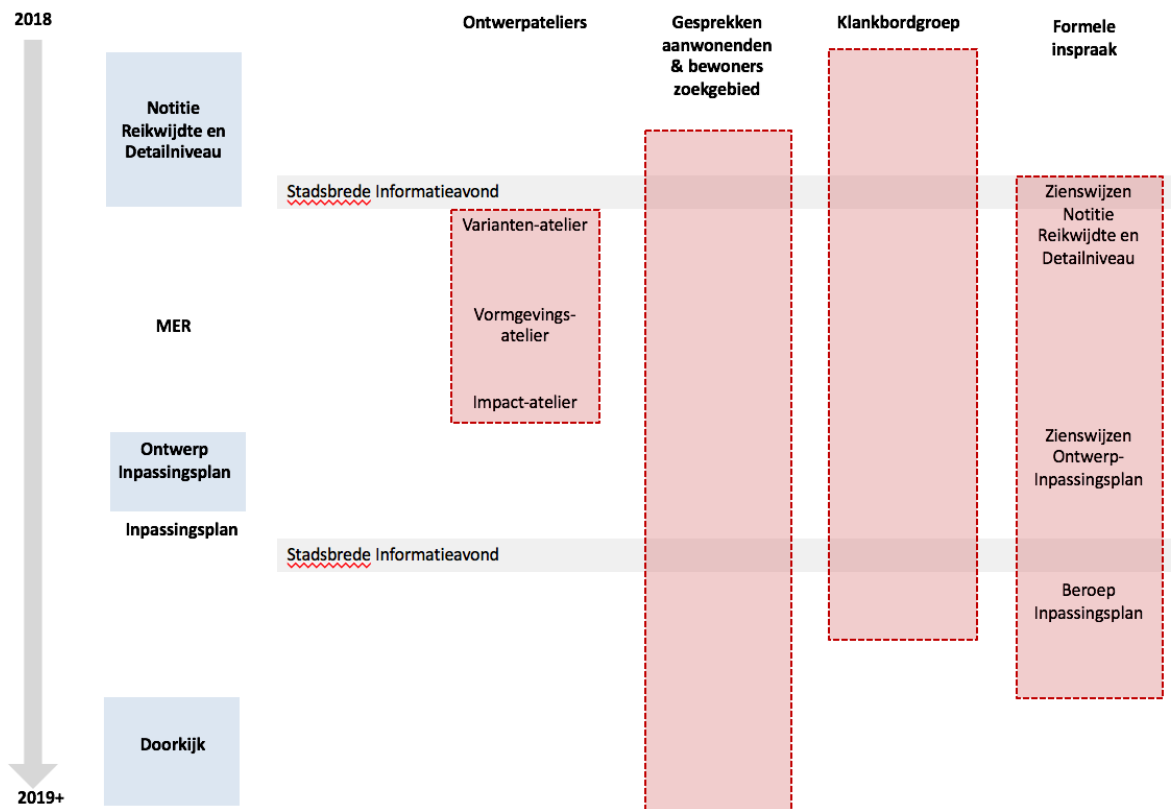 2018
Ontwerpateliers
Gesprekken
aanwonenden
& bewoners
zoekgebied
Klankbordgroep
Formele
inspraak
Notitie
Reikwijdte en
Detailniveau
Stadsbrede Informatieavond
Zienswijzen
Notitie
Reikwijdte en
Detailniveau
Varianten-atelier
MER
Vormgevings-
atelier
Impact-atelier
Ontwerp
Inpassingsplan
Zienswijzen
Ontwerp-
Inpassingsplan
Inpassingsplan
Stadsbrede Informatieavond
Beroep
Inpassingsplan
Doorkijk
2019+